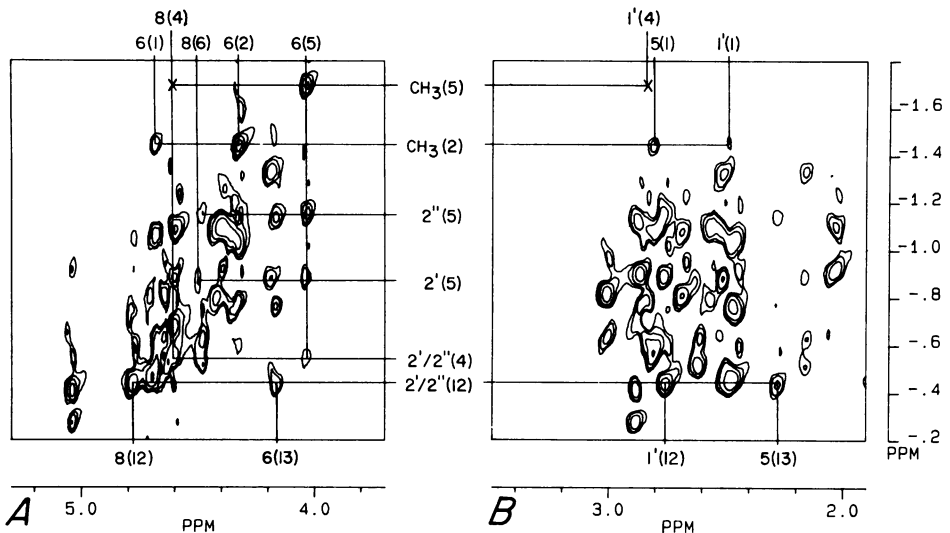 8(4)
1'(4)
6(1) 8(6) 6(2) 6(5)
5(1) 1'(1)
CH3(5)
CH3(2)
2"(5)
2'(5)
2'/2"(4)
2'/2"(12)
-1.6
-1.4
-1.2
-1.0
-.8
-.6
-.4
-.2
PPM
8(12) 6(13)
1'(12) 5(13)
A 5.0 PPM 4.0
B 3.0 PPM 2.0